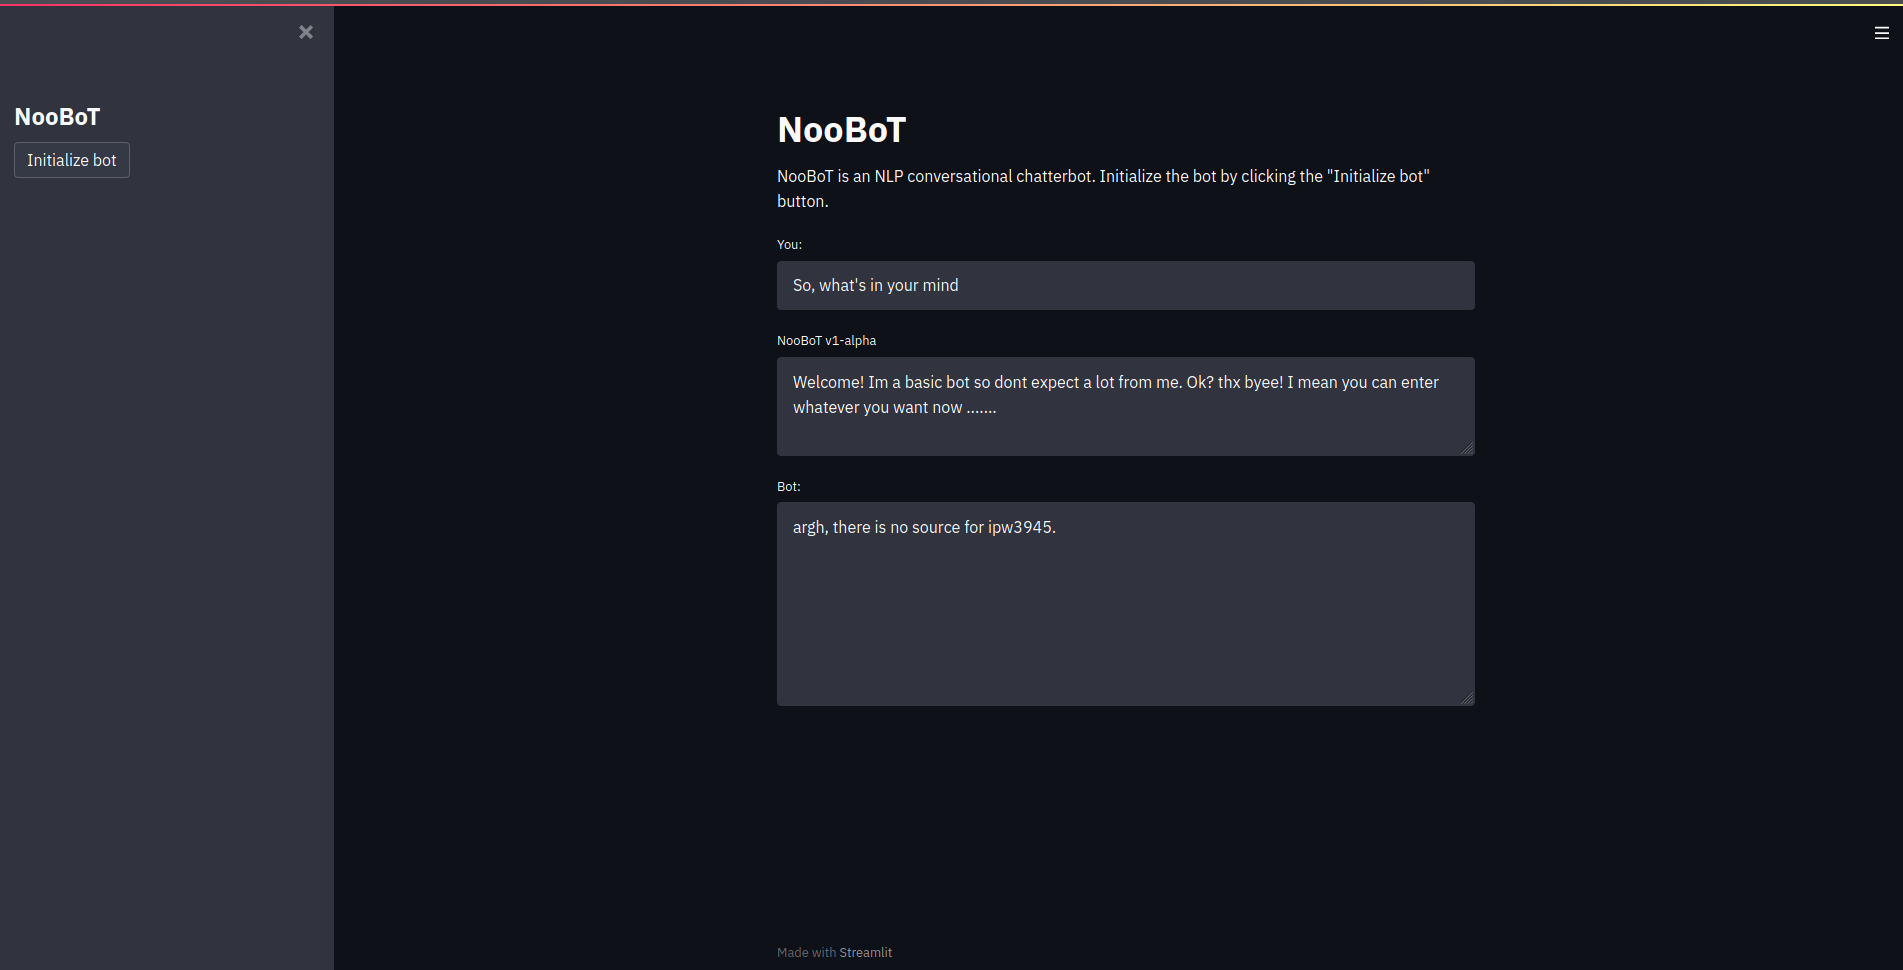 NooBoT
Initialize bot
NooBoT
NooBoT is an NLP conversational chatterbot. Initialize the bot by clicking the "Initialize bot"
button.
You:
So, what's in your mind
NooBoT v1-alpha
Welcome! Im a basic bot so dont expect a lot from me. Ok? thx byee! I mean you can enter
whatever you want now .......
Bot:
argh, there is no source for ipw3945.
Made with Streamlit